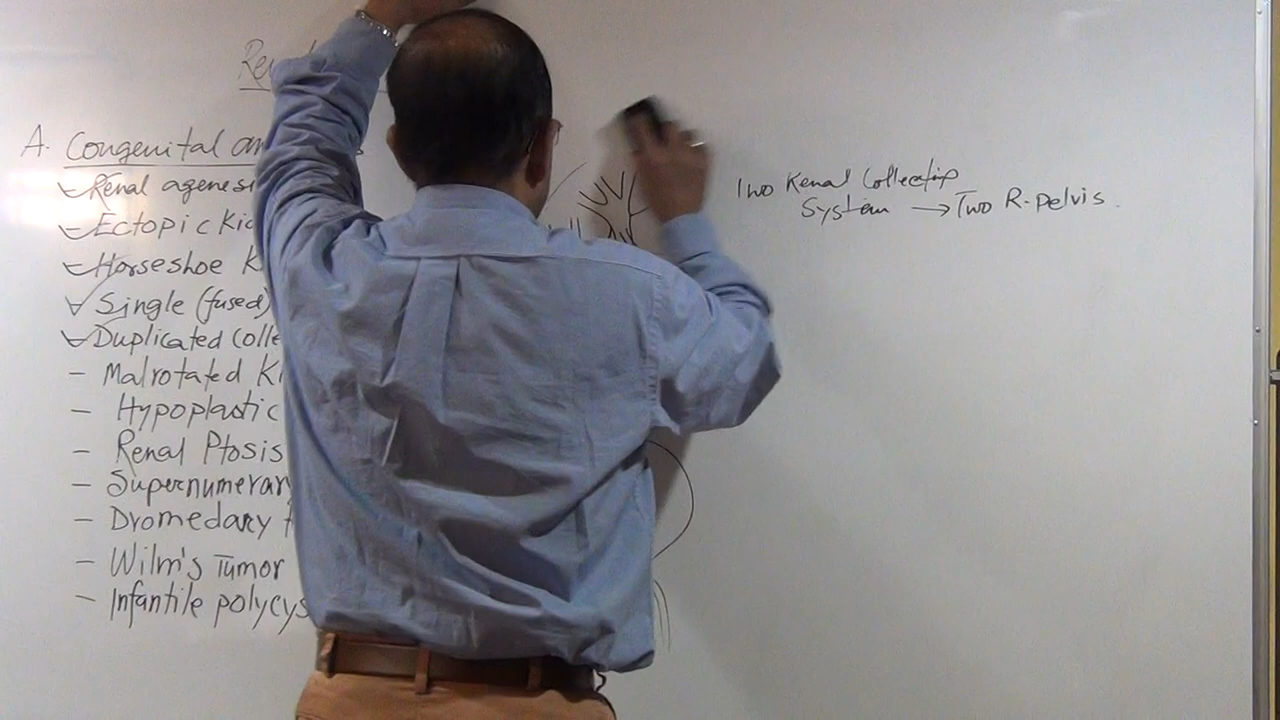 Ren
A. Congenital an
Renal agenesi
- Ectopic Kid
Horseshoe K
Single (fused)
Duplicated Colle
- Malrotated Ki
- Hypoplastic
- Renal Ptosis
- Supernumerary
- Dromedary
- Wilm's Tumor
- Infantile polycys
Two Renal Collecting
System → Two R-pelvis.